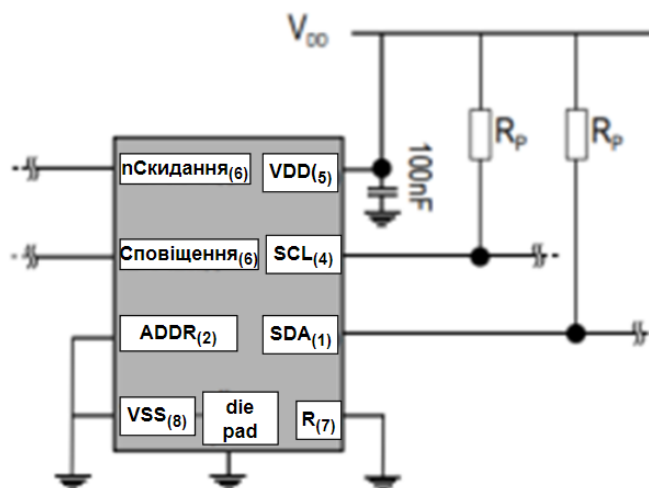 VDD
RP
RP
100nF
nСкидання(6)
VDD(5)
Сповіщення(6)
SCL(4)
ADDR(2)
SDA(1)
VSS(8)
die
pad
R(7)